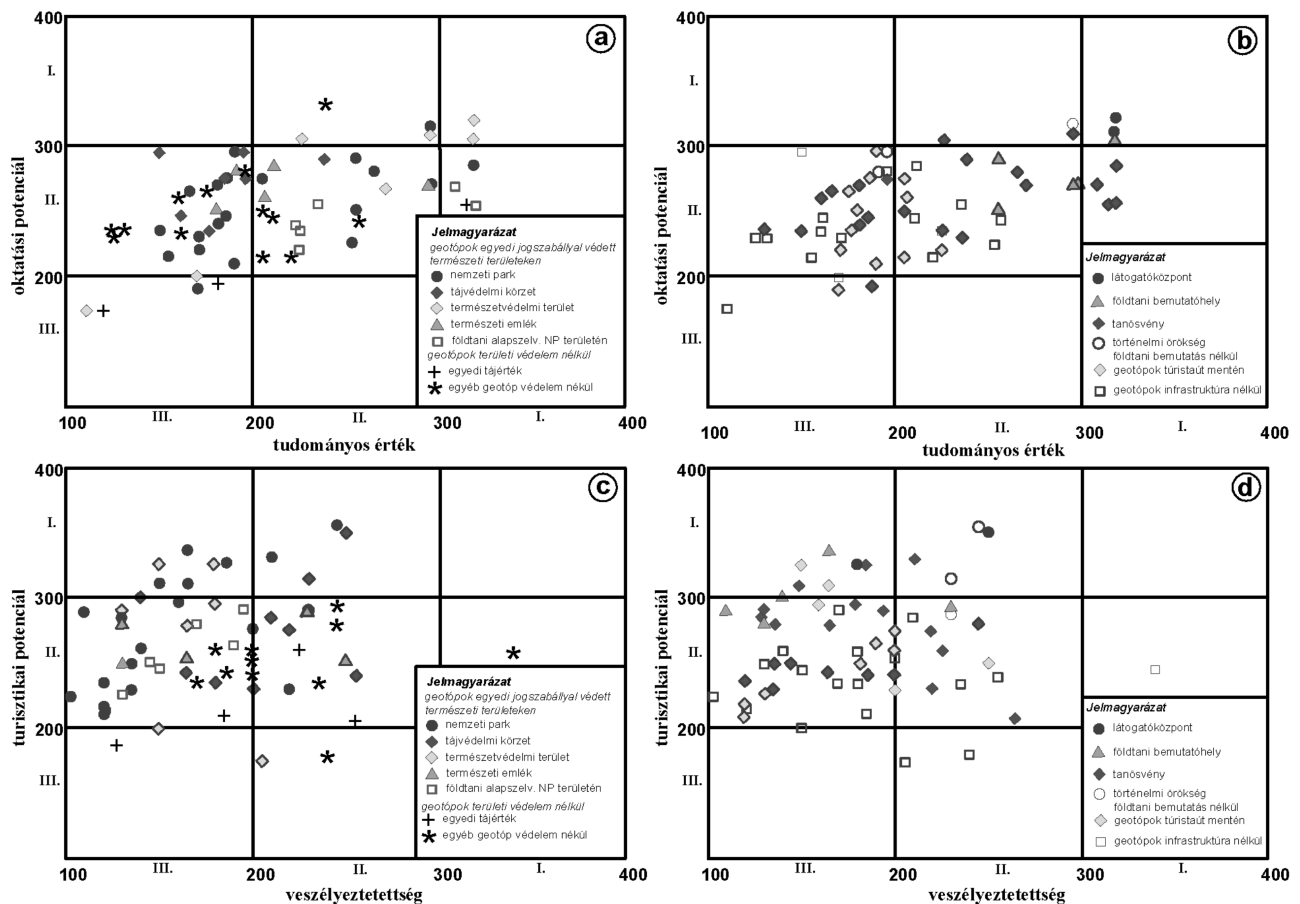 400
a
I.
300
oktatási potenciál
II.
200
III.
Jelmagyarázat
geotópok egyedi jogszabállyal védett
természeti területeken
nemzeti park
tájvédelmi körzet
természetvédelmi terület
természeti emlék
földtani alapszelv. NP területén
geotópok területi védelem nélkül
egyedi tájérték
egyéb geotóp védelem nékül
100 III. 200 II. 300 I. 400
tudományos érték
400
b
I.
300
oktatási potenciál
II.
200
III.
Jelmagyarázat
látogatóközpont
földtani bemutatóhely
tanösvény
történelmi örökség
földtani bemutatás nélkül
geotópok túristaút mentén
geotópok infrastruktúra nélkül
100 III. 200 II. 300 I. 400
tudományos érték
400
c
I.
300
turisztikai potenciál
II.
200
III.
Jelmagyarázat
geotópok egyedi jogszabállyal védett
természeti területeken
nemzeti park
tájvédelmi körzet
természetvédelmi terület
természeti emlék
földtani alapszelv. NP területén
geotópok területi védelem nélkül
egyedi tájérték
egyéb geotóp védelem nékül
100 III. 200 II. 300 I. 400
veszélyeztetettség
400
d
I.
300
turisztikai potenciál
II.
200
III.
Jelmagyarázat
látogatóközpont
földtani bemutatóhely
tanösvény
történelmi örökség
földtani bemutatás nélkül
geotópok túristaút mentén
geotópok infrastruktúra nélkül
100 III. 200 II. 300 I. 400
veszélyeztetettség